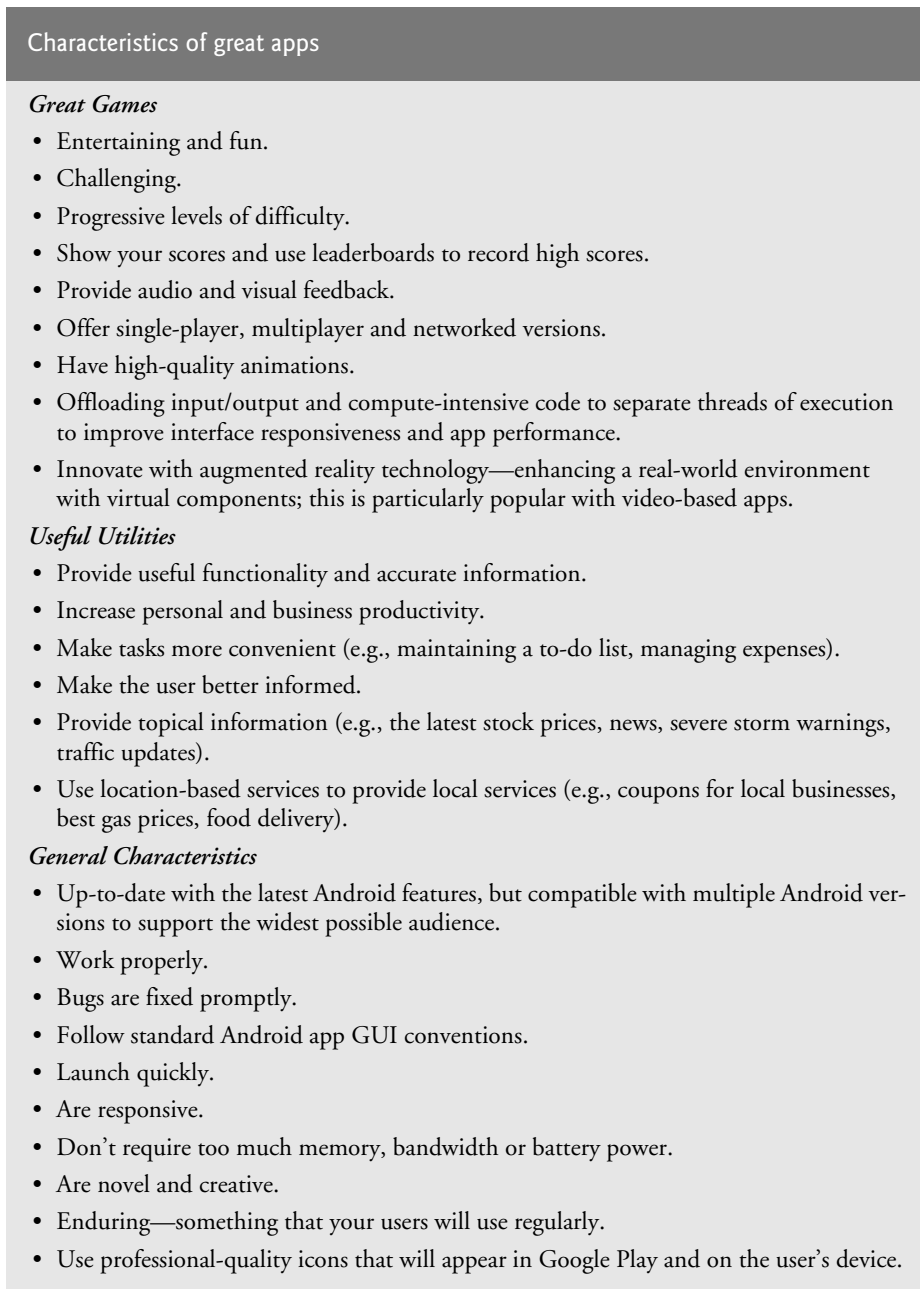 Characteristics of great apps
Great Games
• Entertaining and fun.
• Challenging.
• Progressive levels of difficulty.
• Show your scores and use leaderboards to record high scores.
• Provide audio and visual feedback.
• Offer single-player, multiplayer and networked versions.
• Have high-quality animations.
• Offloading input/output and compute-intensive code to separate threads of execution
to improve interface responsiveness and app performance.
• Innovate with augmented reality technology—enhancing a real-world environment
with virtual components; this is particularly popular with video-based apps.
Useful Utilities
• Provide useful functionality and accurate information.
• Increase personal and business productivity.
• Make tasks more convenient (e.g., maintaining a to-do list, managing expenses).
• Make the user better informed.
• Provide topical information (e.g., the latest stock prices, news, severe storm warnings,
traffic updates).
• Use location-based services to provide local services (e.g., coupons for local businesses,
best gas prices, food delivery).
General Characteristics
• Up-to-date with the latest Android features, but compatible with multiple Android ver-
sions to support the widest possible audience.
• Work properly.
• Bugs are fixed promptly.
• Follow standard Android app GUI conventions.
• Launch quickly.
• Are responsive.
• Don't require too much memory, bandwidth or battery power.
• Are novel and creative.
• Enduring—something that your users will use regularly.
• Use professional-quality icons that will appear in Google Play and on the user's device.